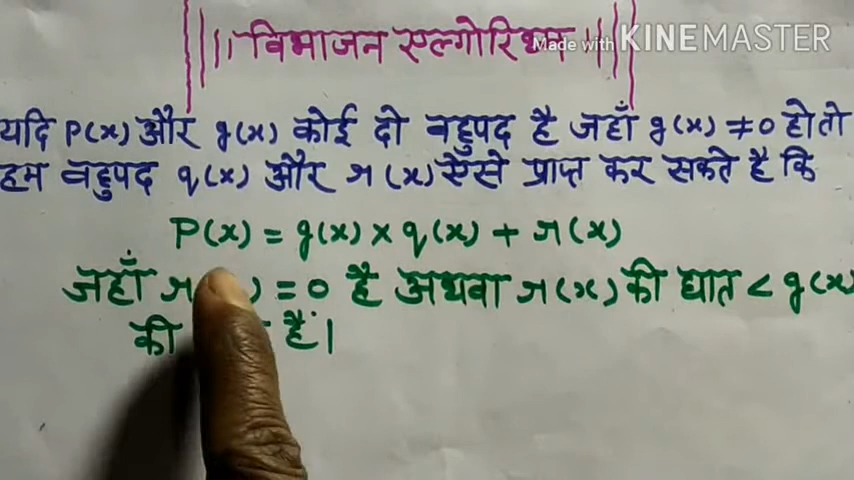 विभाजन एल्गोरिथम
Made with KINEMASTER
यदि P(x) और g(x) कोई दो बहुपद है जहाँ g(x) ≠ 0 हो तो
हम बहुपद q(x) और r(x) ऐसे प्राप्त कर सकते है कि
P(x) = g(x) × q(x) + r(x)
जहाँ = 0 है अथवा r(x) की घात < g(x)
की है।